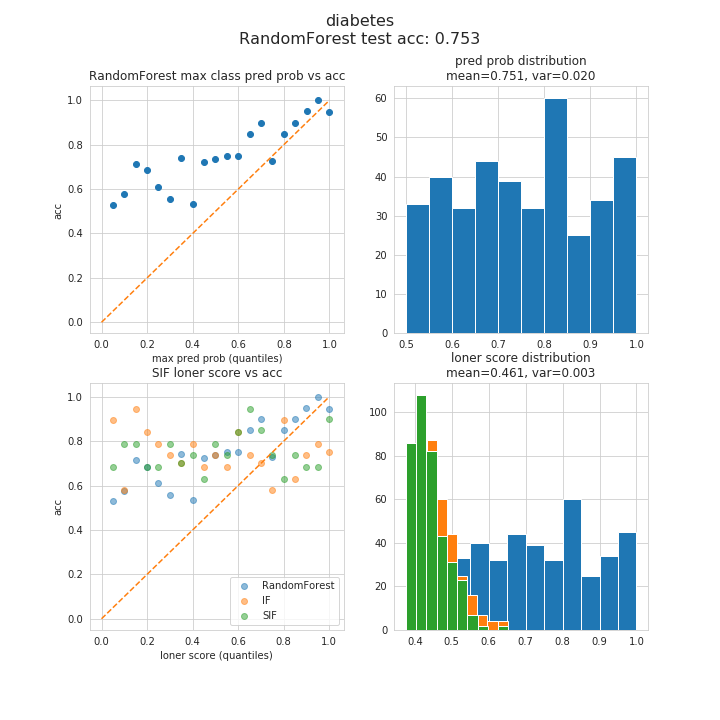 diabetes
RandomForest test acc: 0.753
RandomForest max class pred prob vs acc
1.0
0.8
0.6
0.4
0.2
0.0
acc
0.0 0.2 0.4 0.6 0.8 1.0
max pred prob (quantiles)
pred prob distribution
mean=0.751, var=0.020
60
50
40
30
20
10
0
0.5 0.6 0.7 0.8 0.9 1.0
SIF loner score vs acc
1.0
0.8
0.6
0.4
0.2
0.0
acc
RandomForest
IF
SIF
0.0 0.2 0.4 0.6 0.8 1.0
loner score (quantiles)
loner score distribution
mean=0.461, var=0.003
100
80
60
40
20
0
0.4 0.5 0.6 0.7 0.8 0.9 1.0